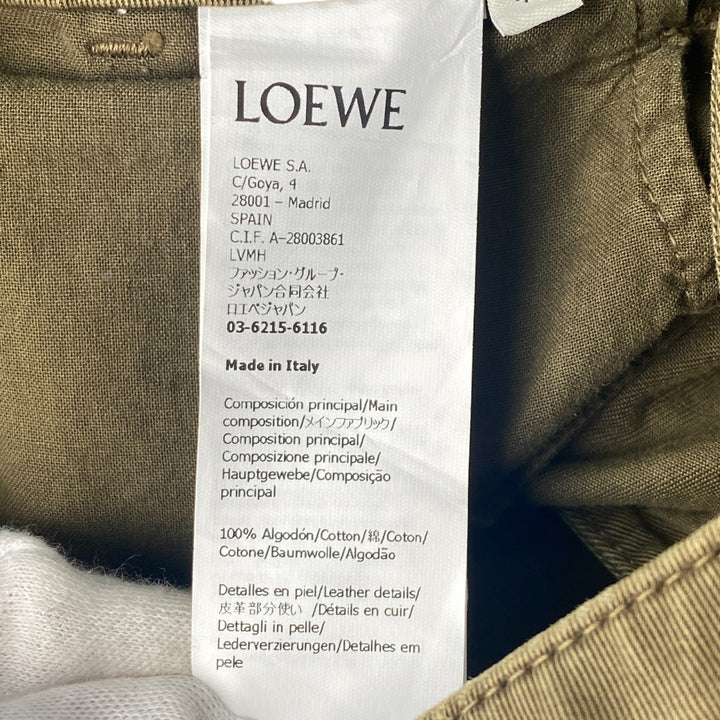 LOEWE
LOEWE S.A.
C/Goya, 4
28001 – Madrid
SPAIN
C.I.F. A-28003861
LVMH
ファッション・グループ・
ジャパン合同会社
ロエベジャパン
03-6215-6116
Made in Italy
Composición principal/Main
composition/メインファブリック/
Composition principal/
Composizione principale/
Hauptgewebe/Composição
principal
100% Algodón/Cotton/綿/Coton/
Cotone/Baumwolle/Algodão
Detalles en piel/Leather details/
皮革部分使い /Détails en cuir/
Dettagli in pelle/
Lederverzierungen/Detalhes em
pele